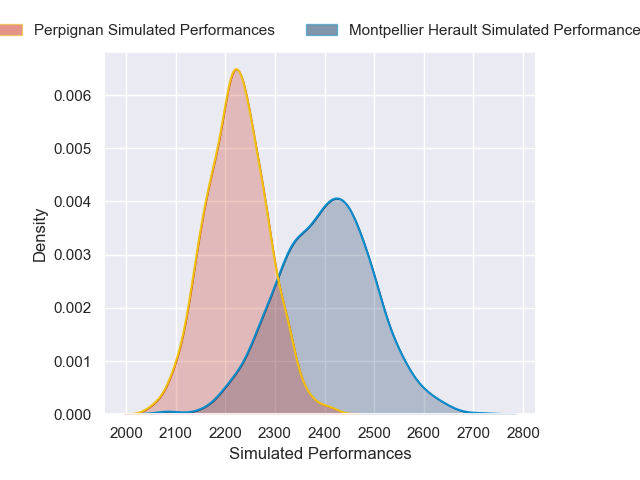 Perpignan Simulated Performances
Montpellier Herault Simulated Performance
0.006
0.005
0.004
0.003
0.002
0.001
0.000
Density
2000 2100 2200 2300 2400 2500 2600 2700 2800
Simulated Performances